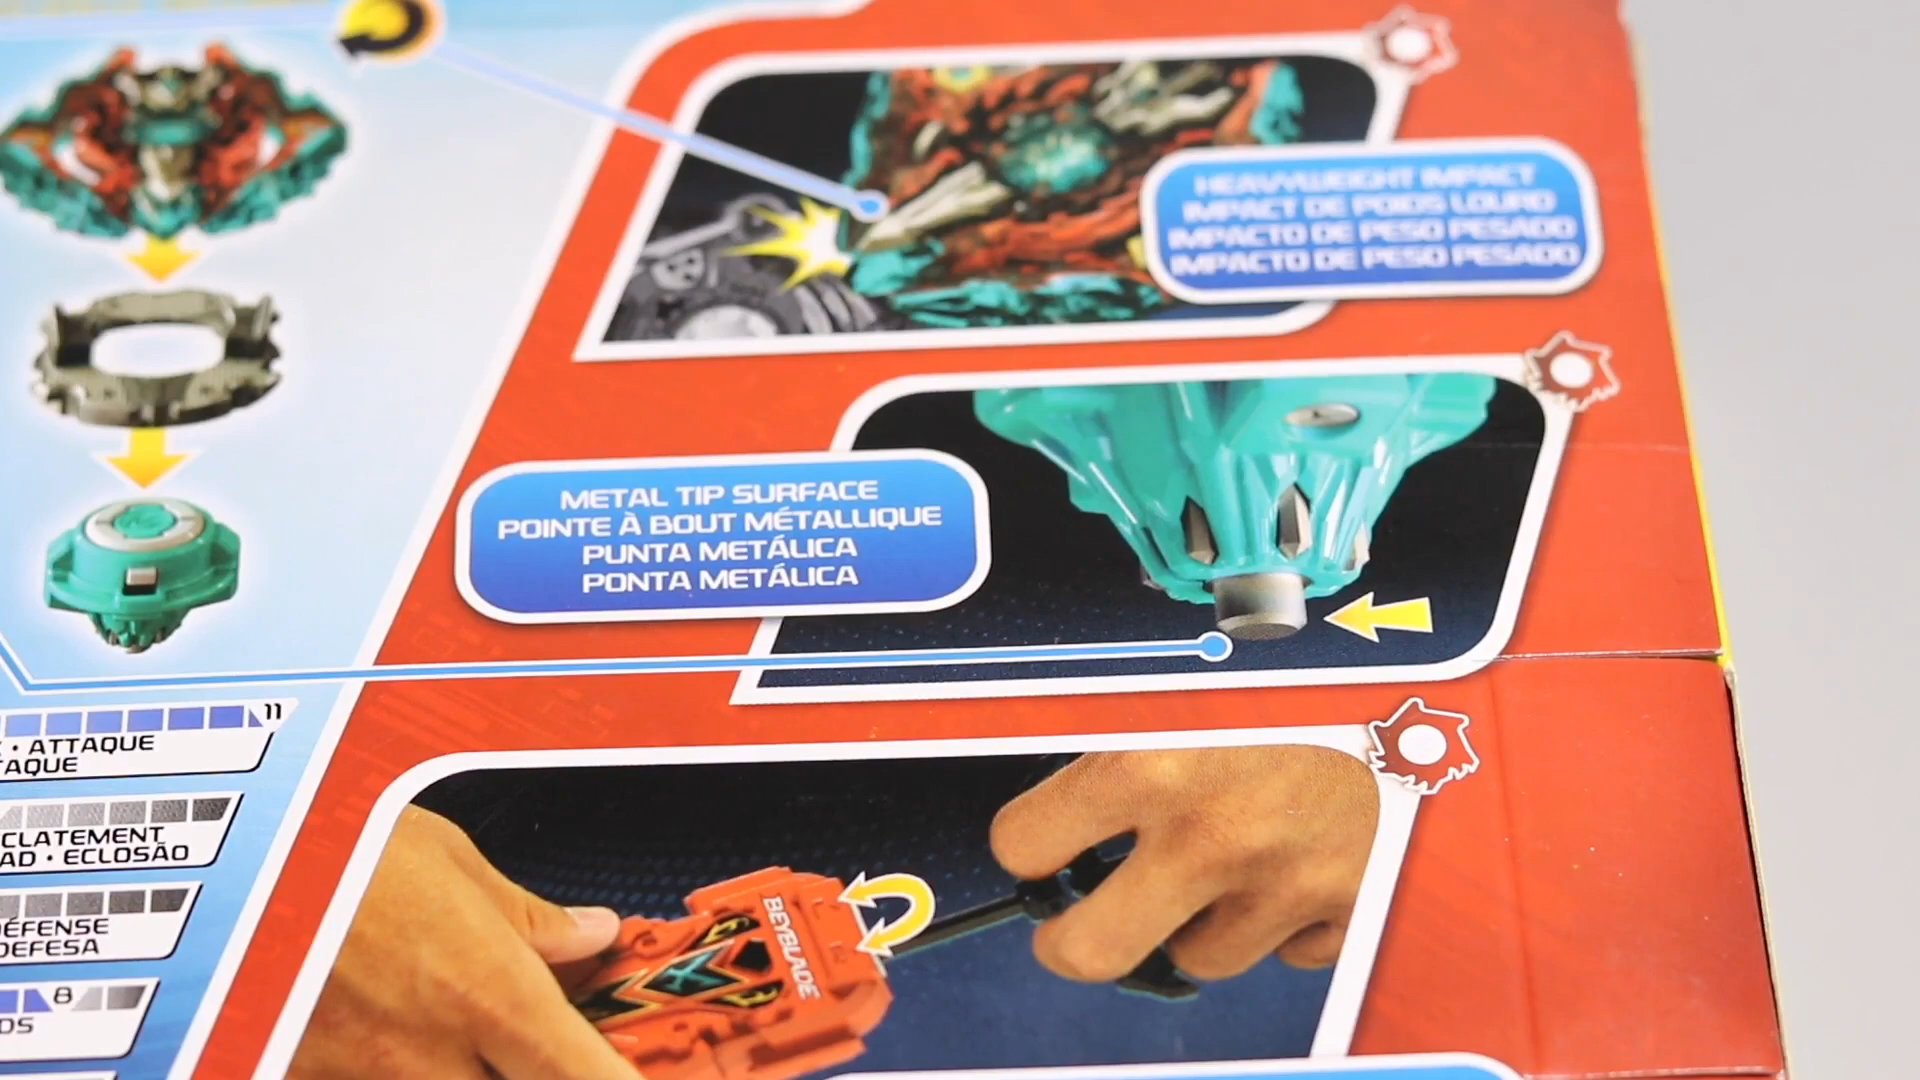 HEAVYWEIGHT IMPACT
IMPACT DE POIDS LOURD
IMPACTO DE PESO PESADO
IMPACTO DE PESO PESADO
METAL TIP SURFACE
POINTE À BOUT MÉTALLIQUE
PUNTA METÁLICA
PONTA METÁLICA
11
• ATTAQUE
TAQUE
CLATEMENT
AD • ECLOSÃO
DÉFENSE
DEFESA
8
DS
BEYBLADE